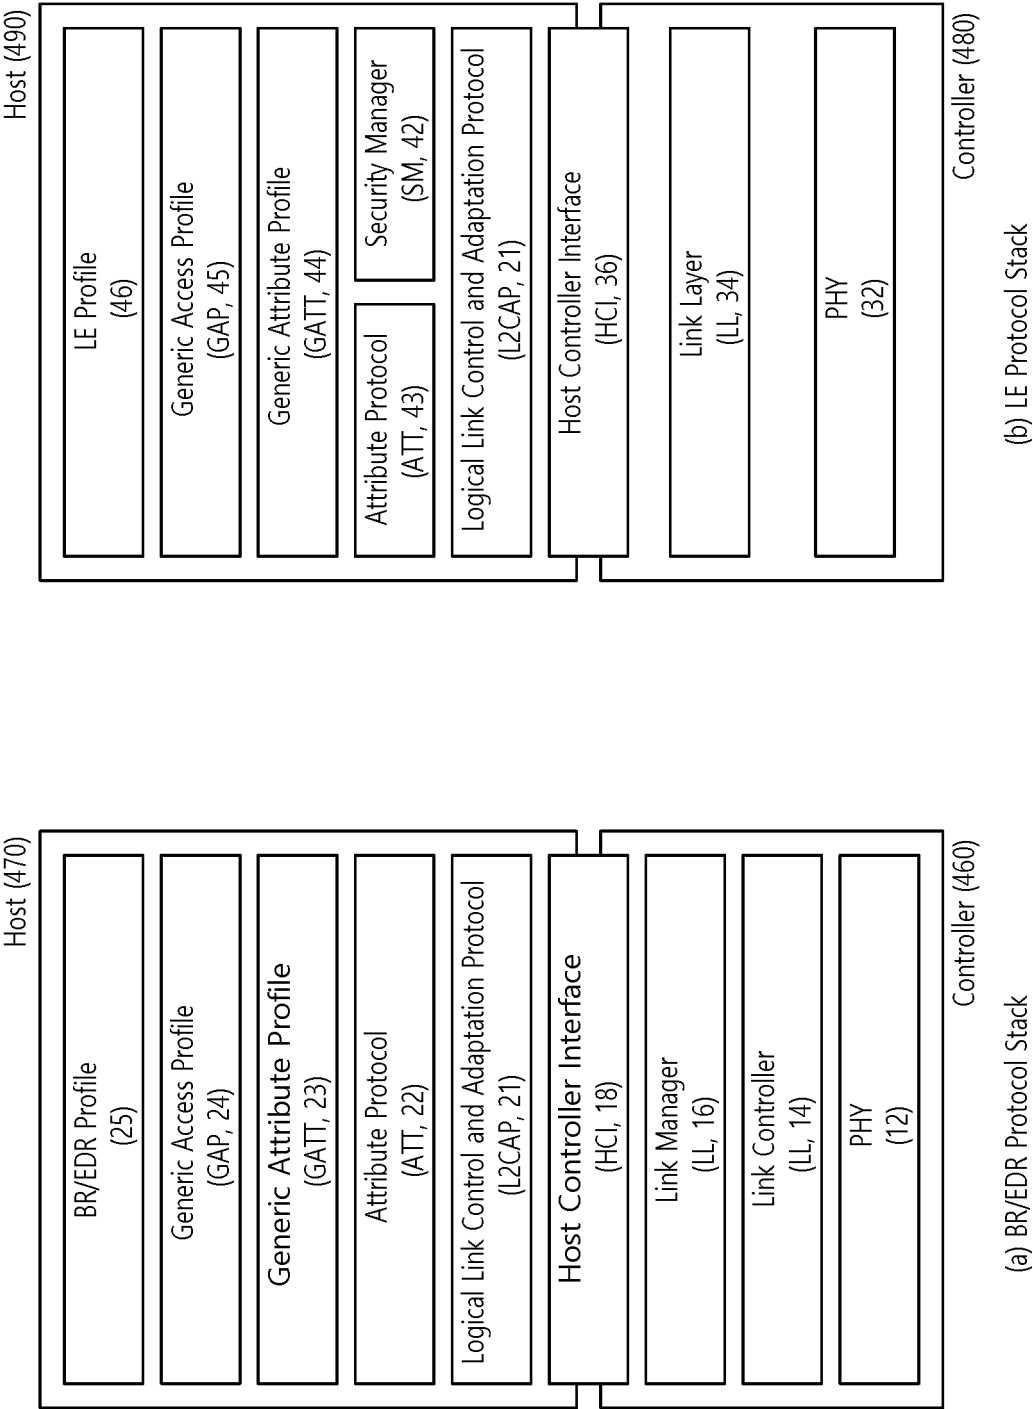 Host (470)
BR/EDR Profile
(25)
Generic Access Profile
(GAP, 24)
Generic Attribute Profile
(GATT, 23)
Attribute Protocol
(ATT, 22)
Logical Link Control and Adaptation Protocol
(L2CAP, 21)
Host Controller Interface
(HCI, 18)
Link Manager
(LL, 16)
Link Controller
(LL, 14)
PHY
(12)
Controller (460)
(a) BR/EDR Protocol Stack
Host (490)
LE Profile
(46)
Generic Access Profile
(GAP, 45)
Generic Attribute Profile
(GATT, 44)
Attribute Protocol
(ATT, 43)
Security Manager
(SM, 42)
Logical Link Control and Adaptation Protocol
(L2CAP, 21)
Host Controller Interface
(HCI, 36)
Link Layer
(LL, 34)
PHY
(32)
Controller (480)
(b) LE Protocol Stack